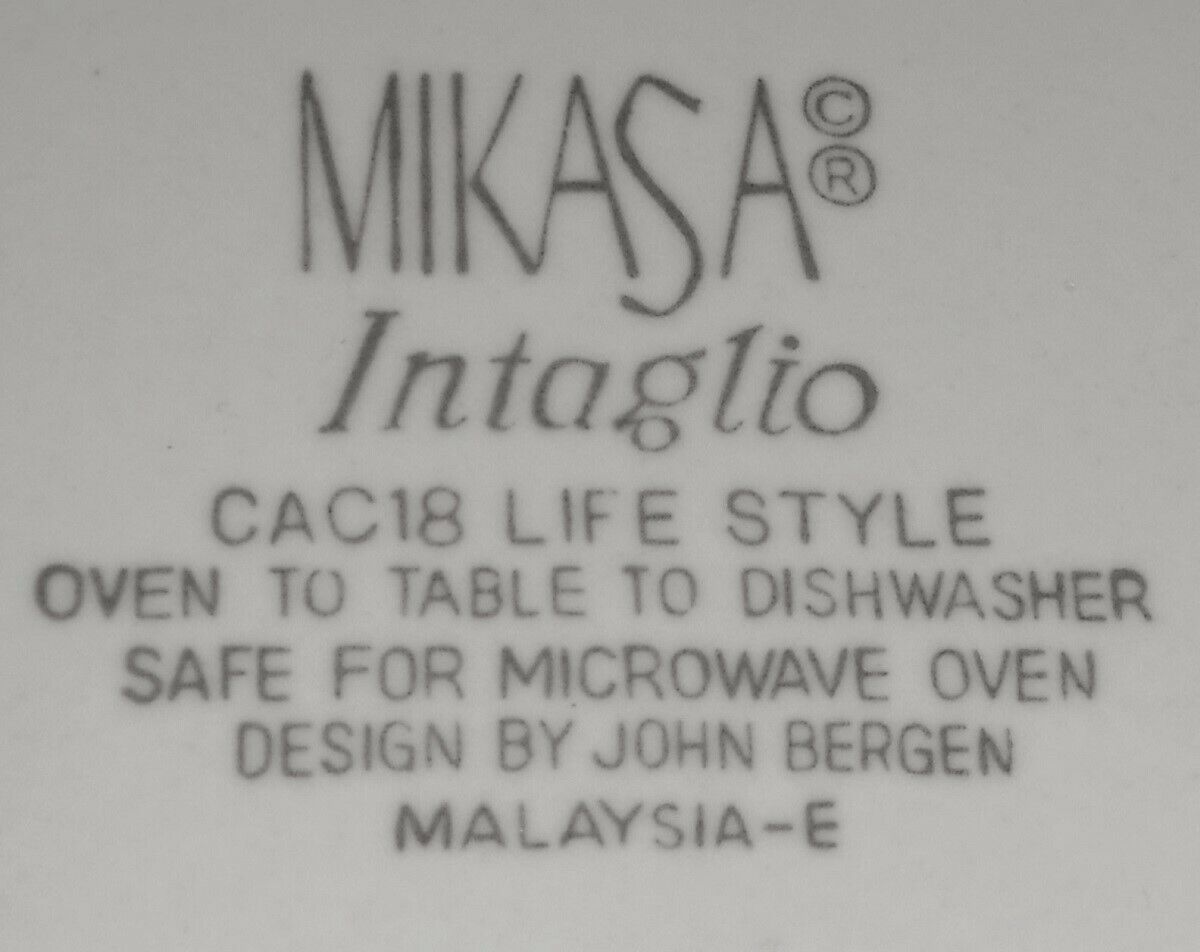 MIKASA © ®
Intaglio
CAC18 LIFE STYLE
OVEN TO TABLE TO DISHWASHER
SAFE FOR MICROWAVE OVEN
DESIGN BY JOHN BERGEN
MALAYSIA-E